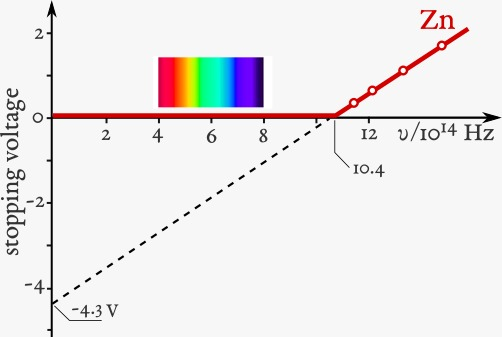 Zn
2
stopping voltage
0
2
4
6
8
12
ν/10¹⁴ Hz
10.4
-2
-4
-4.3 V